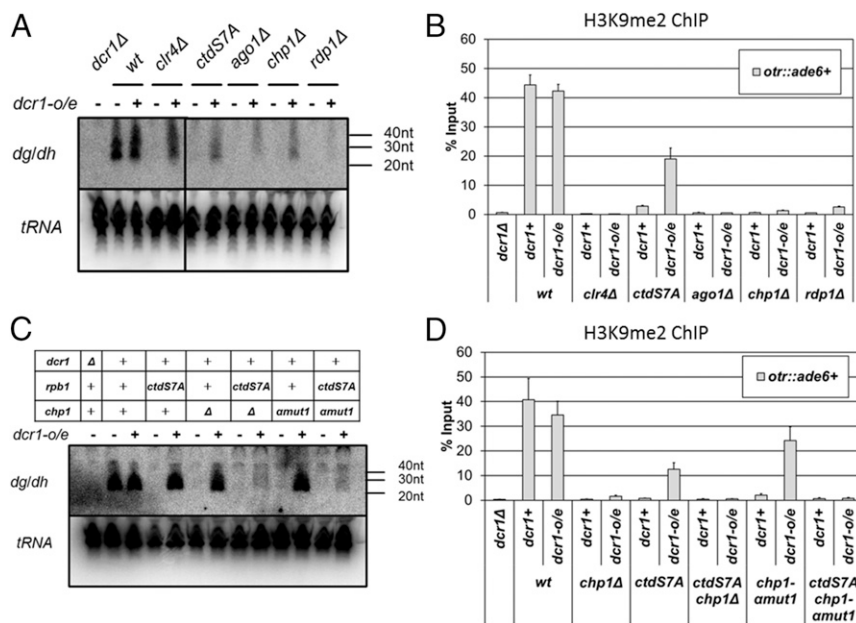 A
dcr1Δ wt clr4Δ ctdS7A ago1Δ chp1Δ rdp1Δ
dcr1-o/e - - + - + - + - + - + - +
dg/dh
40nt
30nt
20nt
tRNA
B
H3K9me2 ChIP
otr::ade6+
% Input
60
50
40
30
20
10
0
dcr1Δ dcr1+ dcr1-o/e dcr1+ dcr1-o/e dcr1+ dcr1-o/e dcr1+ dcr1-o/e dcr1+ dcr1-o/e dcr1+ dcr1-o/e
wt clr4Δ ctdS7A ago1Δ chp1Δ rdp1Δ
C
dcr1 Δ + + + + + +
rpb1 + + ctdS7A + ctdS7A + ctdS7A
chp1 + + + Δ Δ αmut1 αmut1
dcr1-o/e - - + - + - + - + - + - +
dg/dh
40nt
30nt
20nt
tRNA
D
H3K9me2 ChIP
otr::ade6+
% Input
60
50
40
30
20
10
0
dcr1Δ dcr1+ dcr1-o/e dcr1+ dcr1-o/e dcr1+ dcr1-o/e dcr1+ dcr1-o/e dcr1+ dcr1-o/e dcr1+ dcr1-o/e
wt chp1Δ ctdS7A ctdS7A chp1- ctdS7A
chp1Δ αmut1 chp1-
αmut1